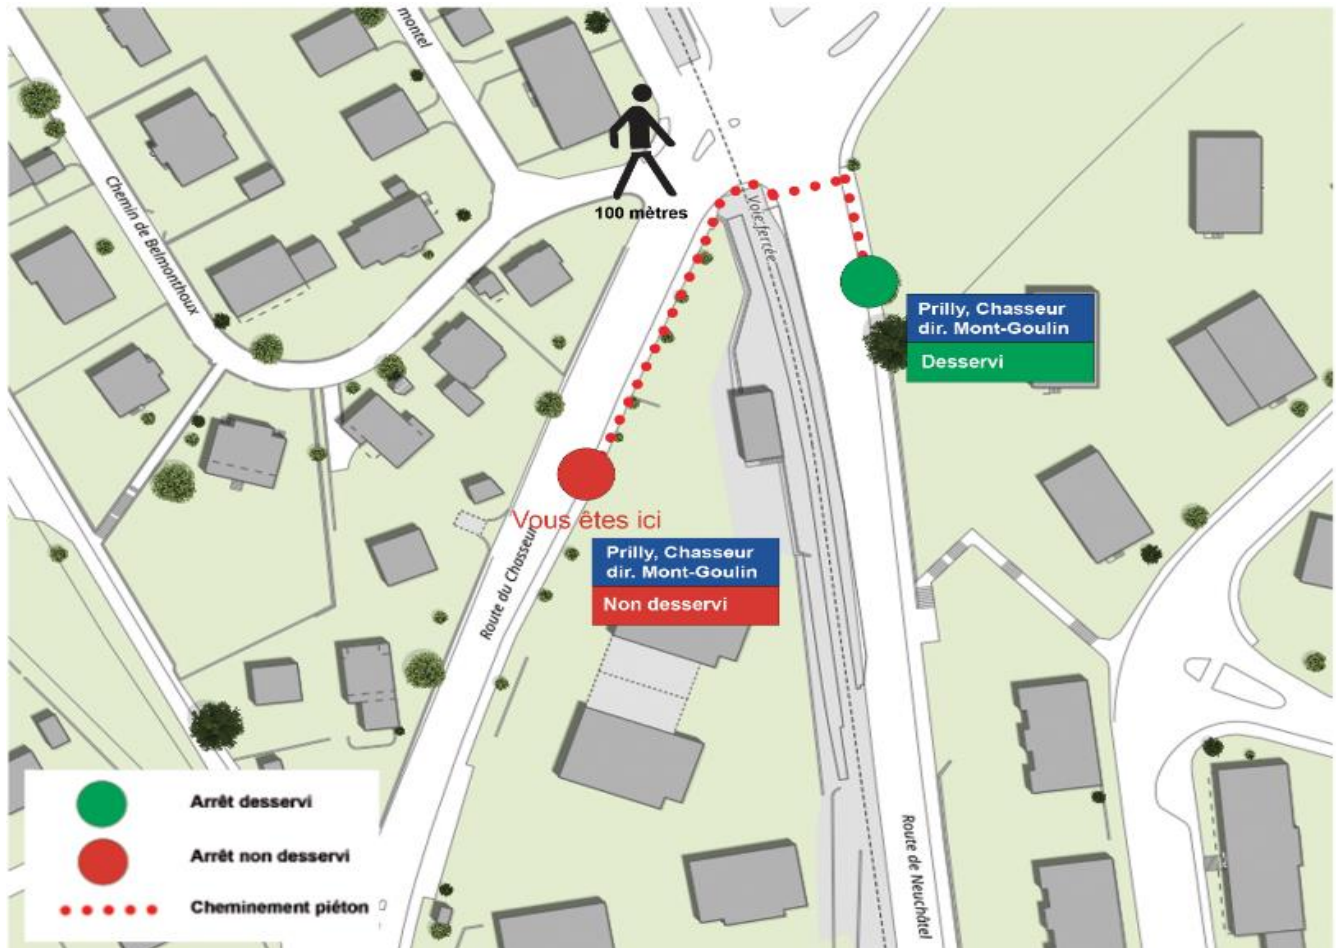 montel
Chemin de Belmonthoux
100 mètres
Voie ferrée
Prilly, Chasseur
dir. Mont-Goulin
Desservi
Vous êtes ici
Prilly, Chasseur
dir. Mont-Goulin
Non desservi
Route du Chasseur
Route de Neuchâtel
Arrêt desservi
Arrêt non desservi
Cheminement piéton